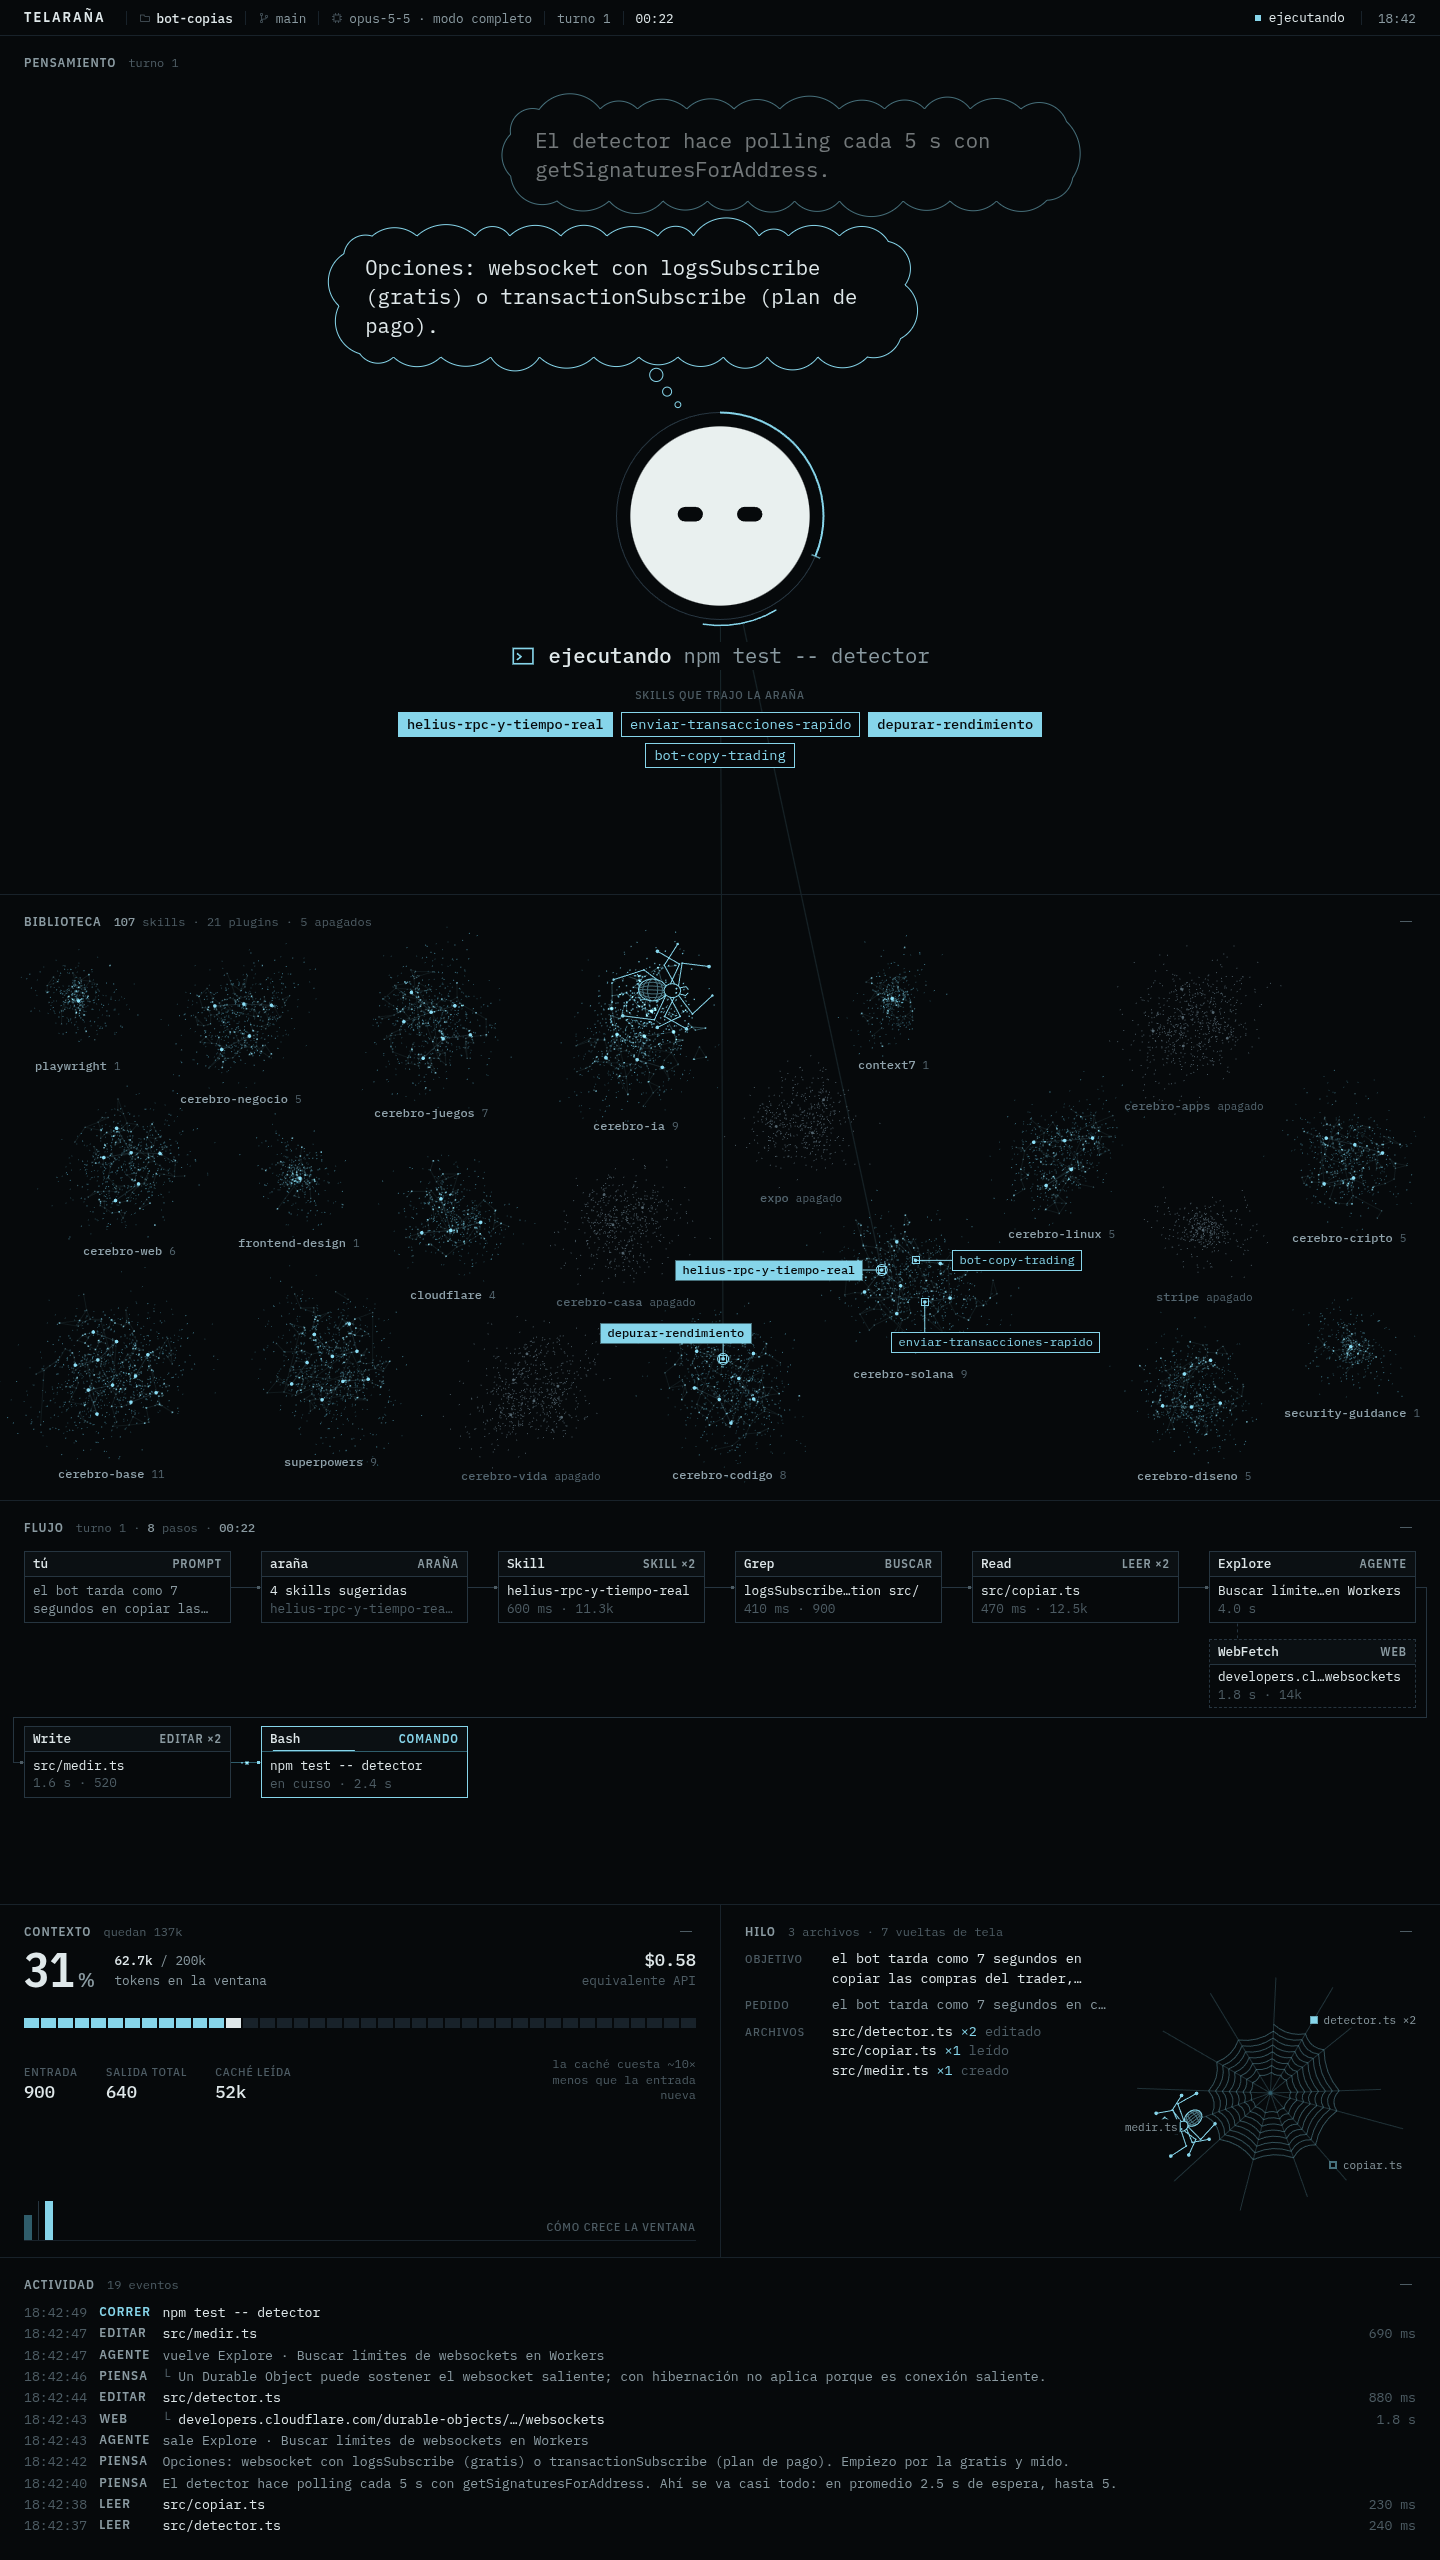 TELARAÑA bot-copias main opus-5-5 · modo completo turno 1 00:22 ejecutando 18:42
PENSAMIENTO turno 1
El detector hace polling cada 5 s con
getSignaturesForAddress.
Opciones: websocket con logsSubscribe
(gratis) o transactionSubscribe (plan de
pago).
ejecutando npm test -- detector
SKILLS QUE TRAJO LA ARAÑA
helius-rpc-y-tiempo-real enviar-transacciones-rapido depurar-rendimiento
bot-copy-trading
BIBLIOTECA 107 skills · 21 plugins · 5 apagados
playwright 1
cerebro-negocio 5
cerebro-juegos 7
cerebro-ia 9
context7 1
cerebro-apps apagado
cerebro-web 6
frontend-design 1
cloudflare 4
cerebro-casa apagado
expo apagado
cerebro-linux 5
cerebro-cripto 5
helius-rpc-y-tiempo-real
bot-copy-trading
stripe apagado
depurar-rendimiento
enviar-transacciones-rapido
cerebro-solana 9
security-guidance 1
cerebro-base 11
superpowers 9
cerebro-vida apagado
cerebro-codigo 8
cerebro-diseno 5
FLUJO turno 1 · 8 pasos · 00:22
tú PROMPT
el bot tarda como 7
segundos en copiar las…
araña ARAÑA
4 skills sugeridas
helius-rpc-y-tiempo-rea…
Skill SKILL ×2
helius-rpc-y-tiempo-real
600 ms · 11.3k
Grep BUSCAR
logsSubscribe…tion src/
410 ms · 900
Read LEER ×2
src/copiar.ts
470 ms · 12.5k
Explore AGENTE
Buscar límite…en Workers
4.0 s
WebFetch WEB
developers.cl…websockets
1.8 s · 14k
Write EDITAR ×2
src/medir.ts
1.6 s · 520
Bash COMANDO
npm test -- detector
en curso · 2.4 s
CONTEXTO quedan 137k
31 %
62.7k / 200k
tokens en la ventana
$0.58
equivalente API
ENTRADA
900
SALIDA TOTAL
640
CACHÉ LEÍDA
52k
la caché cuesta ~10×
menos que la entrada
nueva
CÓMO CRECE LA VENTANA
HILO 3 archivos · 7 vueltas de tela
OBJETIVO el bot tarda como 7 segundos en
copiar las compras del trader,…
PEDIDO el bot tarda como 7 segundos en c…
ARCHIVOS src/detector.ts ×2 editado
src/copiar.ts ×1 leído
src/medir.ts ×1 creado
detector.ts ×2
medir.ts
copiar.ts
ACTIVIDAD 19 eventos
18:42:49 CORRER npm test -- detector
18:42:47 EDITAR src/medir.ts 690 ms
18:42:47 AGENTE vuelve Explore · Buscar límites de websockets en Workers
18:42:46 PIENSA └ Un Durable Object puede sostener el websocket saliente; con hibernación no aplica porque es conexión saliente.
18:42:44 EDITAR src/detector.ts 880 ms
18:42:43 WEB └ developers.cloudflare.com/durable-objects/…/websockets 1.8 s
18:42:43 AGENTE sale Explore · Buscar límites de websockets en Workers
18:42:42 PIENSA Opciones: websocket con logsSubscribe (gratis) o transactionSubscribe (plan de pago). Empiezo por la gratis y mido.
18:42:40 PIENSA El detector hace polling cada 5 s con getSignaturesForAddress. Ahí se va casi todo: en promedio 2.5 s de espera, hasta 5.
18:42:38 LEER src/copiar.ts 230 ms
18:42:37 LEER src/detector.ts 240 ms